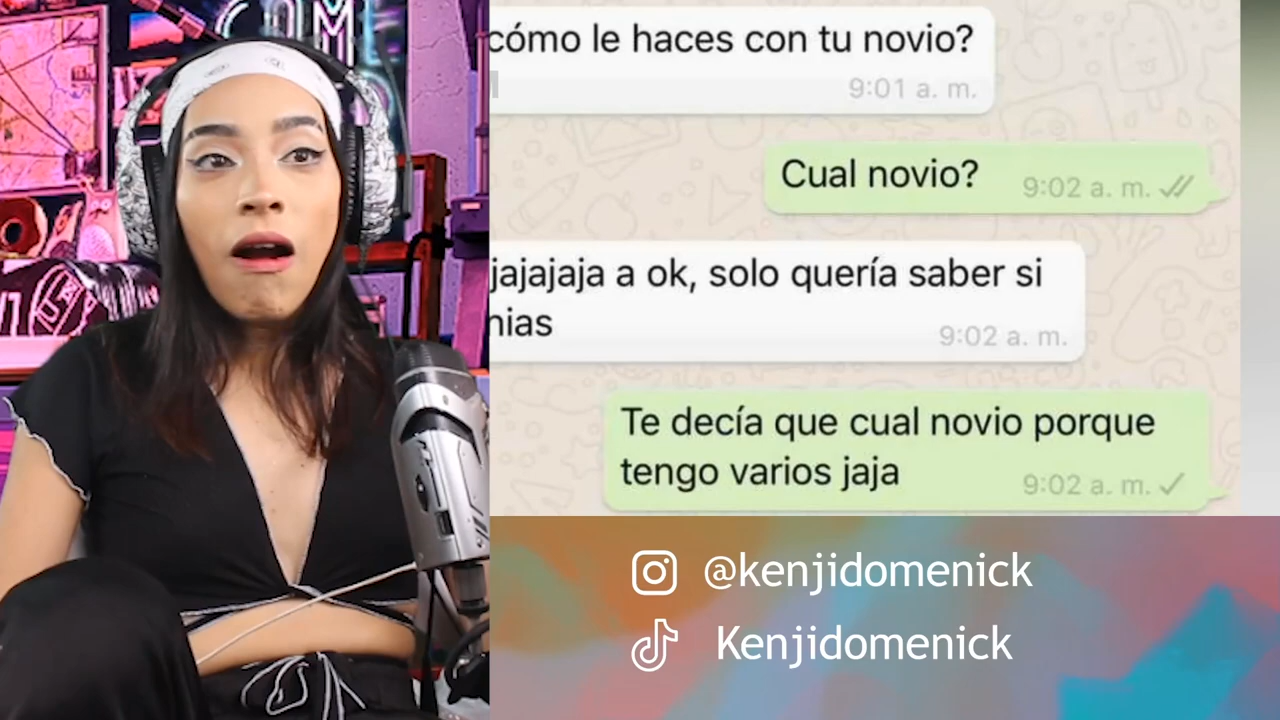 cómo le haces con tu novio?
9:01 a. m.
Cual novio?
9:02 a. m.
jajajaja a ok, solo quería saber si
nias
9:02 a. m.
Te decía que cual novio porque
tengo varios jaja
9:02 a. m.
@kenjidomenick
Kenjidomenick